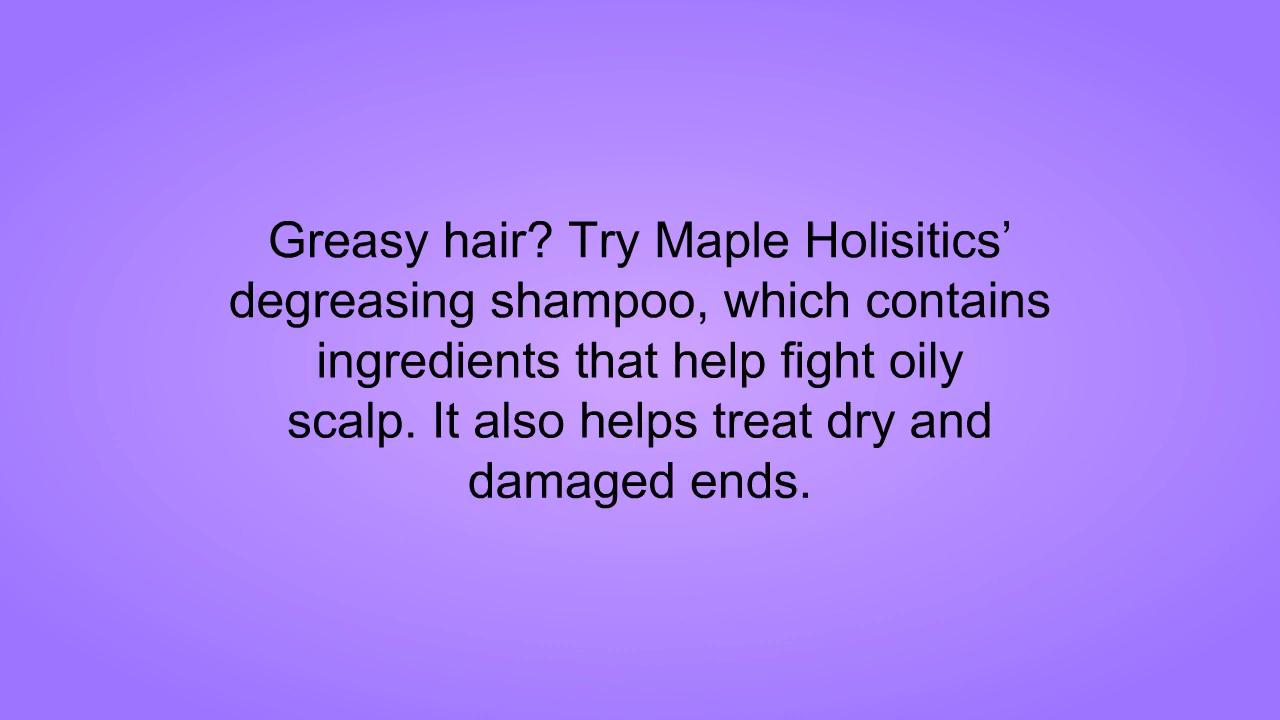 Greasy hair? Try Maple Holisitics’
degreasing shampoo, which contains
ingredients that help fight oily
scalp. It also helps treat dry and
damaged ends.